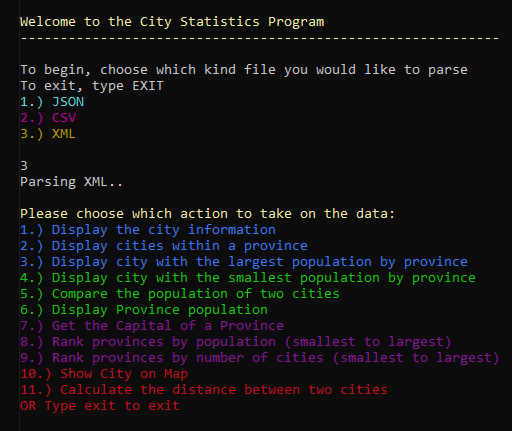 Welcome to the City Statistics Program
------------------------------------------------------------
To begin, choose which kind file you would like to parse
To exit, type EXIT
1.) JSON
2.) CSV
3.) XML
3
Parsing XML..
Please choose which action to take on the data:
1.) Display the city information
2.) Display cities within a province
3.) Display city with the largest population by province
4.) Display city with the smallest population by province
5.) Compare the population of two cities
6.) Display Province population
7.) Get the Capital of a Province
8.) Rank provinces by population (smallest to largest)
9.) Rank provinces by number of cities (smallest to largest)
10.) Show City on Map
11.) Calculate the distance between two cities
OR Type exit to exit